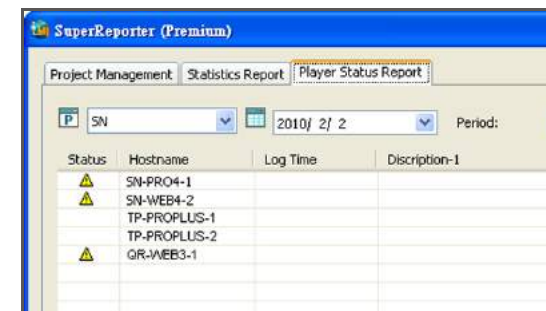 SuperReporter (Premium)
Project Management Statistics Report Player Status Report
P SN 2010/ 2/ 2 Period:
Status Hostname Log Time Discription-1
SN-PRO4-1
SN-WEB4-2
TP-PROPLUS-1
TP-PROPLUS-2
QR-WEB3-1